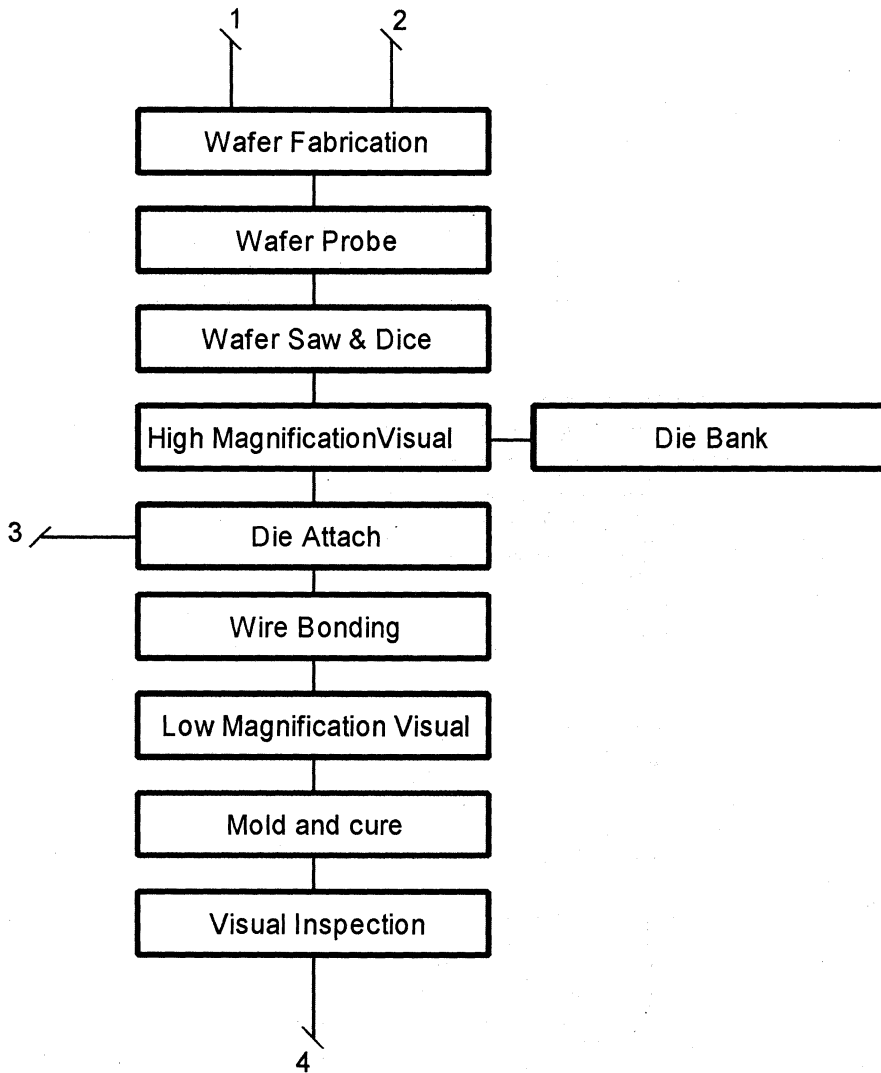 1
2
Wafer Fabrication
Wafer Probe
Wafer Saw & Dice
High MagnificationVisual
Die Bank
3
Die Attach
Wire Bonding
Low Magnification Visual
Mold and cure
Visual Inspection
4